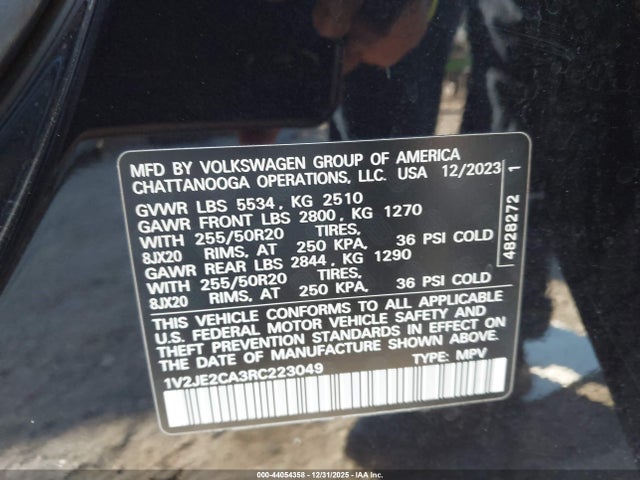 MFD BY VOLKSWAGEN GROUP OF AMERICA
CHATTANOOGA OPERATIONS, LLC. USA 12/2023
GVWR LBS 5534, KG 2510
GAWR FRONT LBS 2800, KG 1270
WITH 255/50R20 TIRES,
8JX20 RIMS, AT 250 KPA, 36 PSI COLD
GAWR REAR LBS 2844, KG 1290
WITH 255/50R20 TIRES,
8JX20 RIMS, AT 250 KPA, 36 PSI COLD
THIS VEHICLE CONFORMS TO ALL APPLICABLE
U.S. FEDERAL MOTOR VEHICLE SAFETY AND
THEFT PREVENTION STANDARDS IN EFFECT ON
THE DATE OF MANUFACTURE SHOWN ABOVE.
1V2JE2CA3RC223049 TYPE: MPV
4828272 1
000-44054358 - 12/31/2025 - IAA Inc.